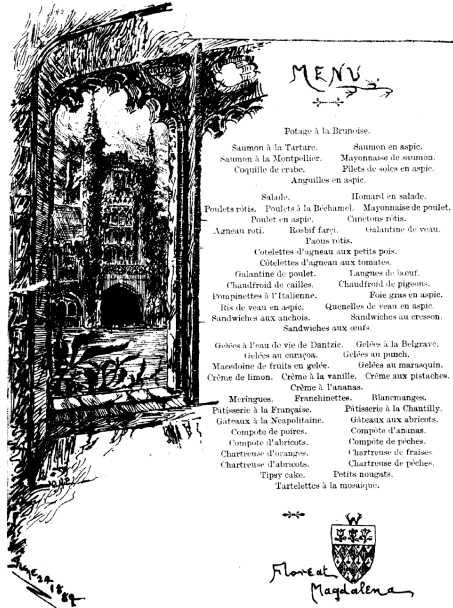 MENU.
Potage à la Brunoise.
Saumon à la Tartare. Saumon en aspic.
Saumon à la Montpellier. Mayonnaise de saumon.
Coquille de crabe. Filets de soles en aspic.
Anguilles en aspic.
Salade. Homard en salade.
Poulets rôtis. Poulets à la Béchamel. Mayonnaise de poulet.
Poulet en aspic. Canetons rôtis.
Agneau roti. Rosbif farçi. Galantine de veau.
Paons rôtis.
Cotelettes d'agneau aux petits pois.
Côtelettes d'agneau aux tomates.
Galantine de poulet. Langues de bœuf.
Chaudfroid de cailles. Chaudfroid de pigeons.
Pompinettes à l'Italienne. Foie gras en aspic.
Ris de veau en aspic. Quenelles de veau en aspic.
Sandwiches aux anchois. Sandwiches au cresson.
Sandwiches aux œufs.
Gelées à l'eau de vie de Dantzic. Gelées à la Belgrave.
Gelées au curaçoa. Gelées au punch.
Macedoine de fruits en gelée. Gelées au marasquin.
Crème de limon. Crème à la vanille. Crème aux pistaches.
Crème à l'ananas.
Meringues. Franchinettes. Blancmanges.
Pâtisserie à la Française. Pâtisserie à la Chantilly.
Gâteaux à la Neapolitaine. Gâteaux aux abricots.
Compote de poires. Compôte d'ananas.
Compote d'abricots. Compôte de pêches.
Chartreuse d'oranges. Chartreuse de fraises
Chartreuse d'abricots. Chartreuse de pêches.
Tipsy cake. Petits nougats.
Tartelettes à la mosaique.
Floreat
Magdalena
June 24
1889